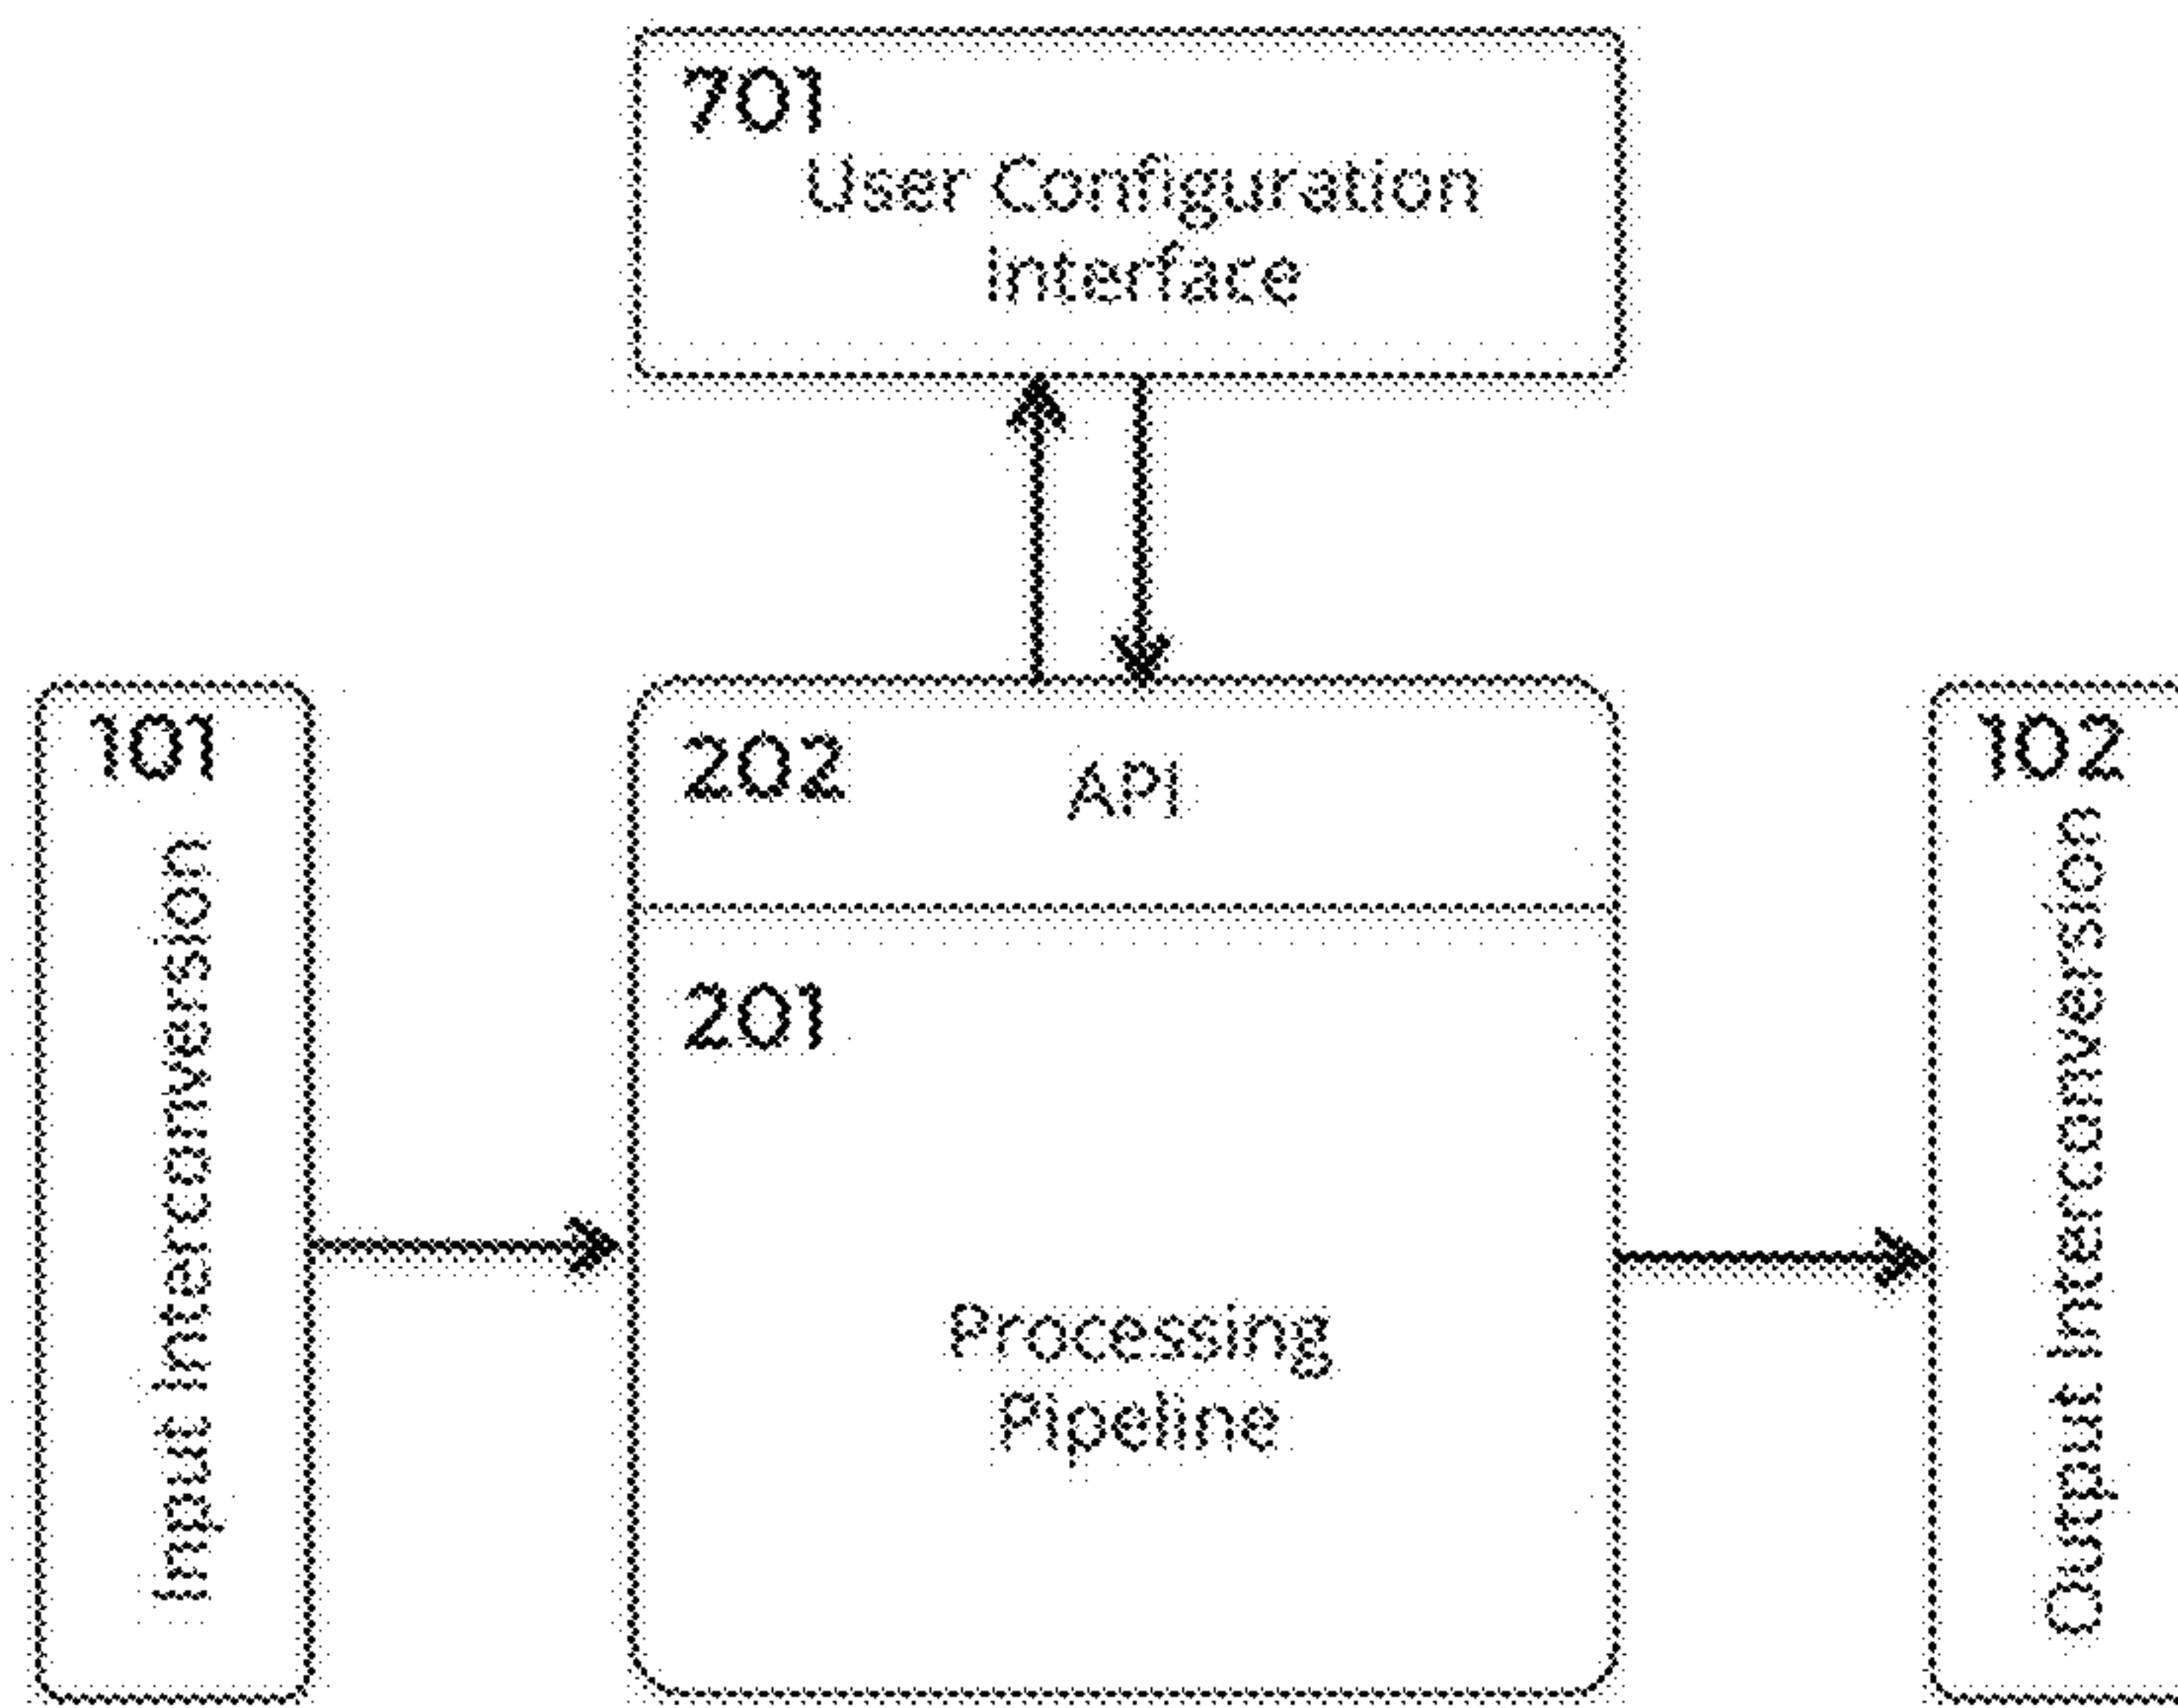 701
User Configuration
Interface
101
Input Interconversion
202
API
201
Processing
Pipeline
102
Output Interconversion